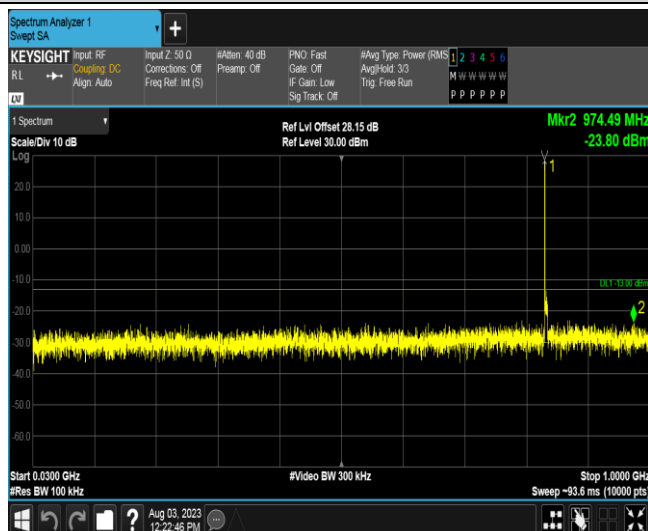 Spectrum Analyzer 1
Swept SA
+
KEYSIGHT
RL
LXI
Input: RF
Coupling: DC
Align: Auto
Input Z: 50 Ω
Corrections: Off
Freq Ref: Int (S)
#Atten: 40 dB
Preamp: Off
PNO: Fast
Gate: Off
IF Gain: Low
Sig Track: Off
#Avg Type: Power (RMS
Avg|Hold: 3/3
Trig: Free Run
1 2 3 4 5 6
M W W W W W
P P P P P P
1 Spectrum
Scale/Div 10 dB
Ref Lvl Offset 28.15 dB
Ref Level 30.00 dBm
Mkr2 974.49 MHz
-23.80 dBm
Log
1
20.0
10.0
0.00
-10.0
DL1 -13.00 dBm
-20.0
2
-30.0
-40.0
-50.0
-60.0
Start 0.0300 GHz
#Video BW 300 kHz
Stop 1.0000 GHz
#Res BW 100 kHz
Sweep ~93.6 ms (10000 pts)
?
Aug 03, 2023
12:22:46 PM